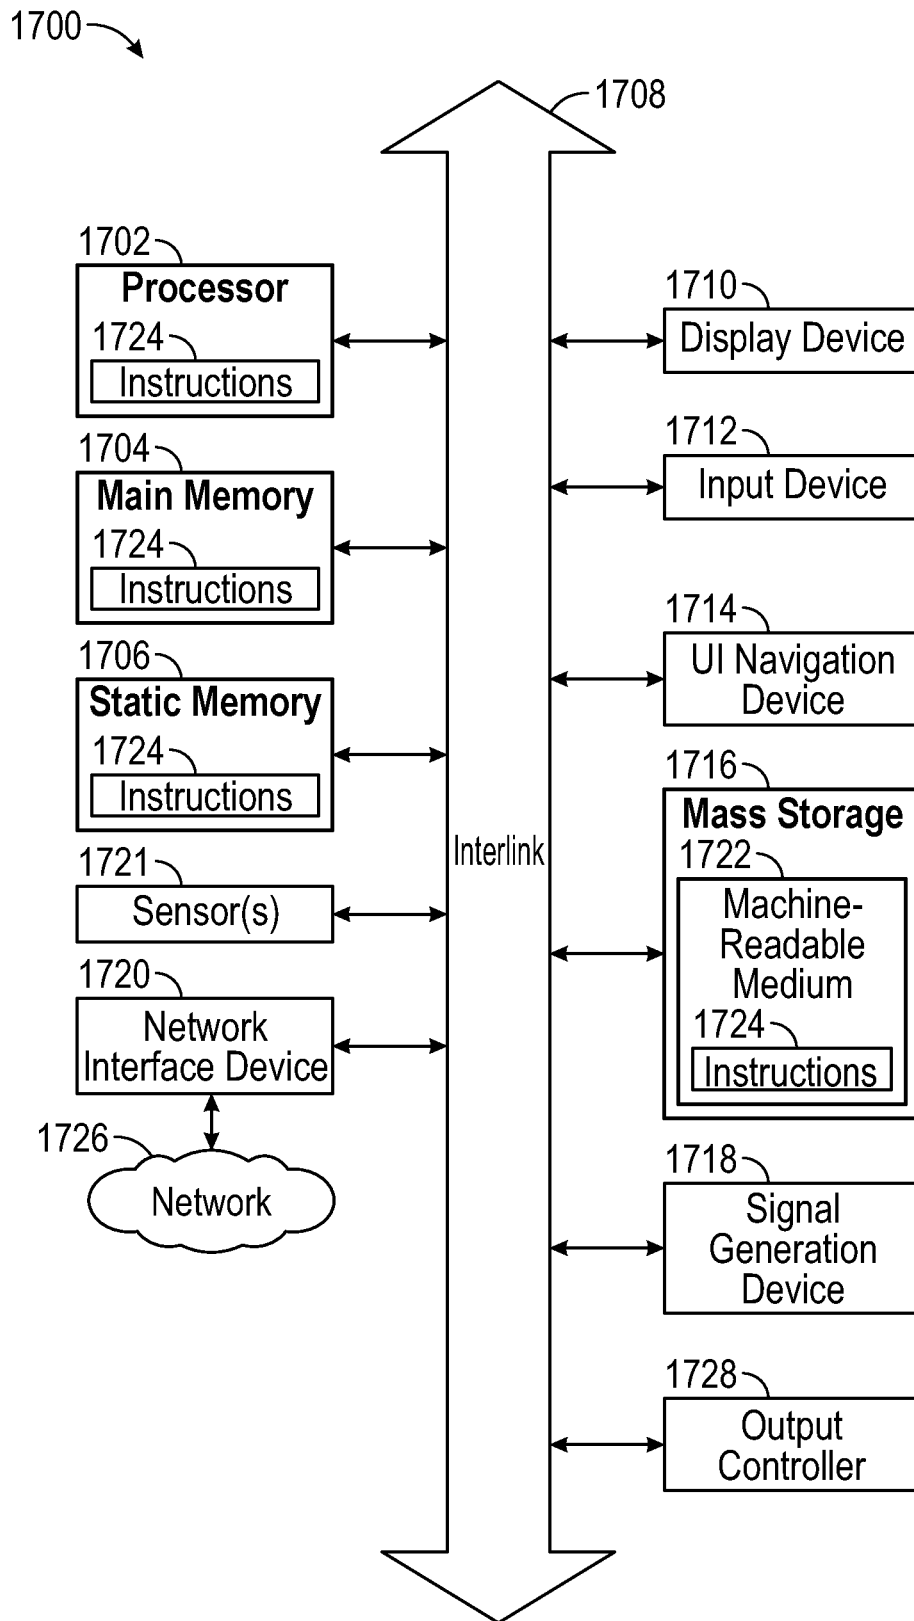 1700
1708
1702
Processor
1724
Instructions
1704
Main Memory
1724
Instructions
1706
Static Memory
1724
Instructions
1721
Sensor(s)
1720
Network
Interface Device
1726
Network
Interlink
1710
Display Device
1712
Input Device
1714
UI Navigation
Device
1716
Mass Storage
1722
Machine-
Readable
Medium
1724
Instructions
1718
Signal
Generation
Device
1728
Output
Controller